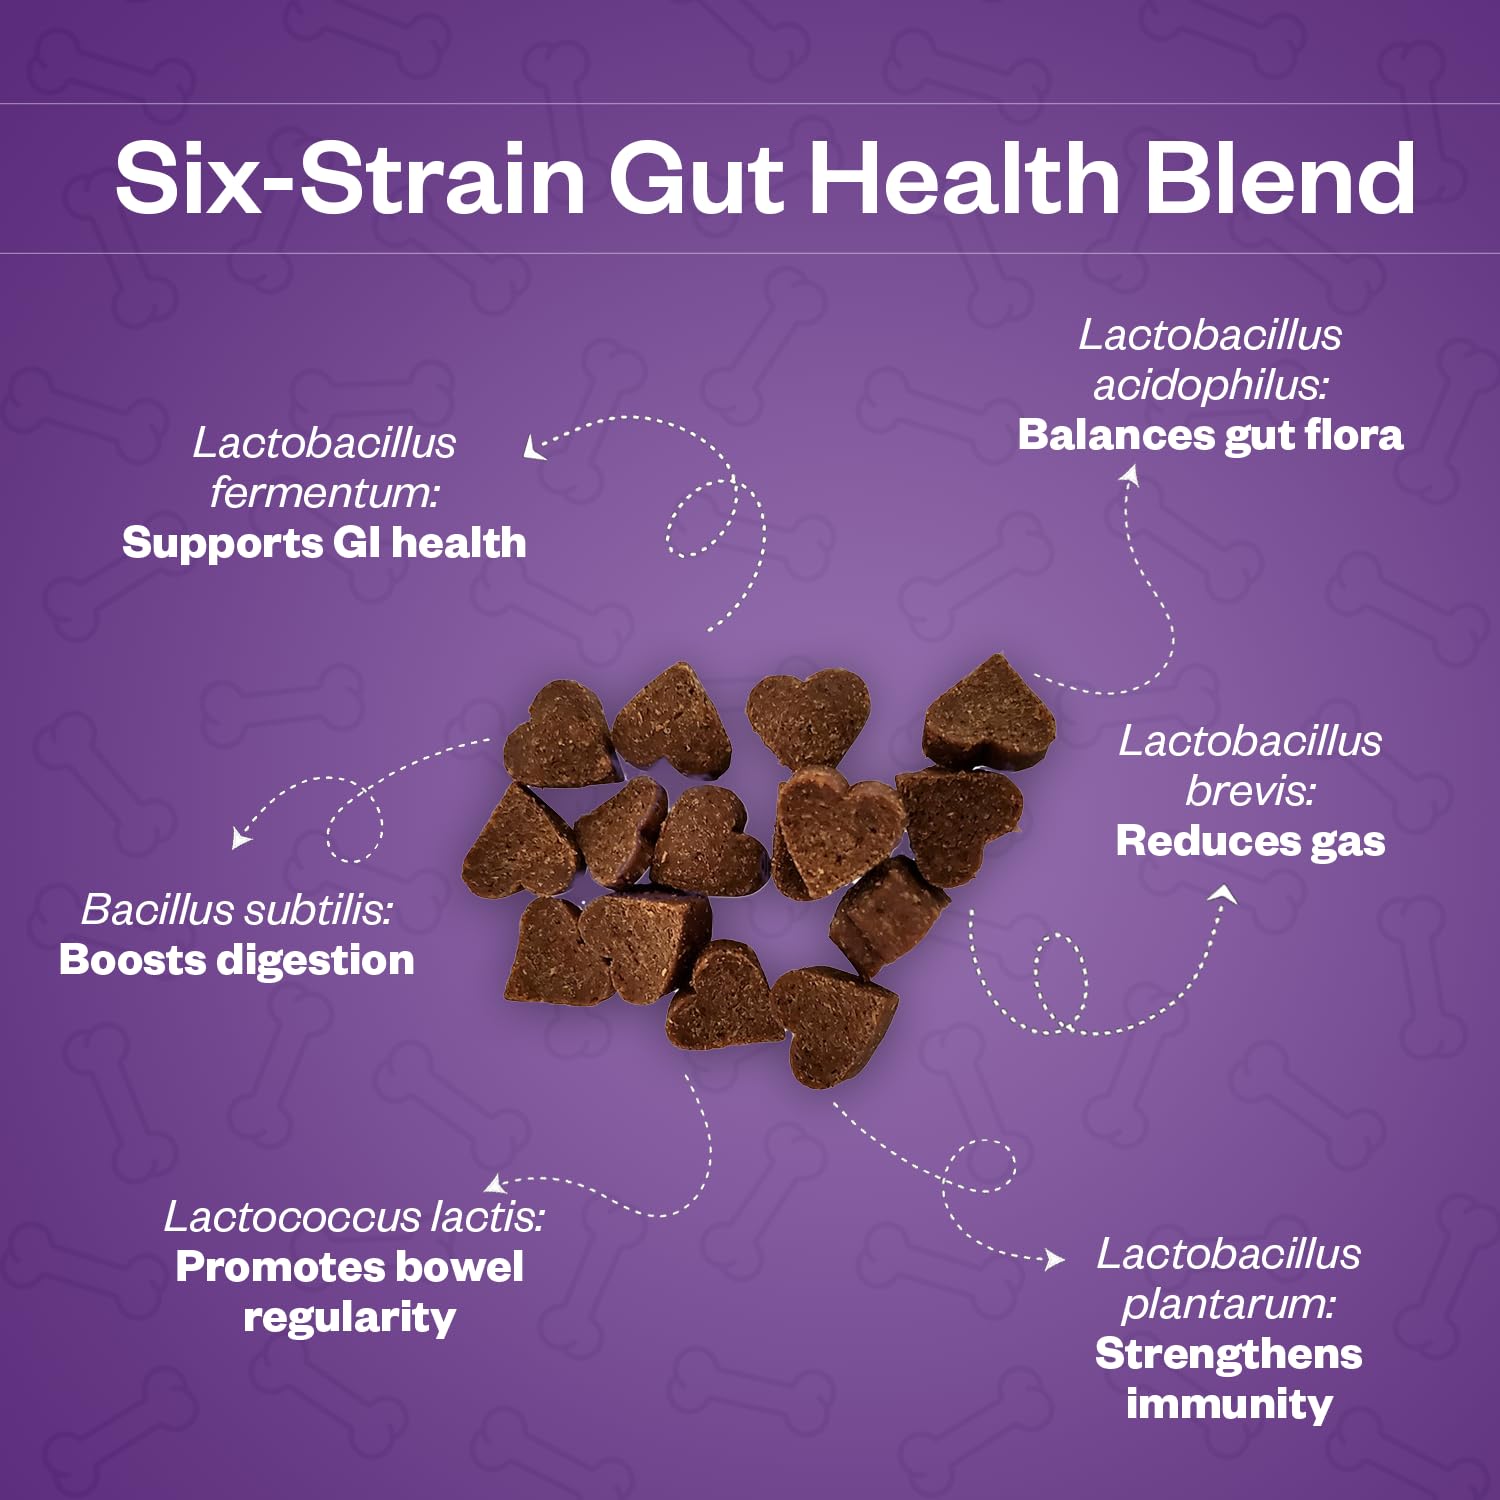 Six-Strain Gut Health Blend
Lactobacillus
acidophilus:
Balances gut flora
Lactobacillus
fermentum:
Supports GI health
Lactobacillus
brevis:
Reduces gas
Bacillus subtilis:
Boosts digestion
Lactococcus lactis:
Promotes bowel
regularity
Lactobacillus
plantarum:
Strengthens
immunity